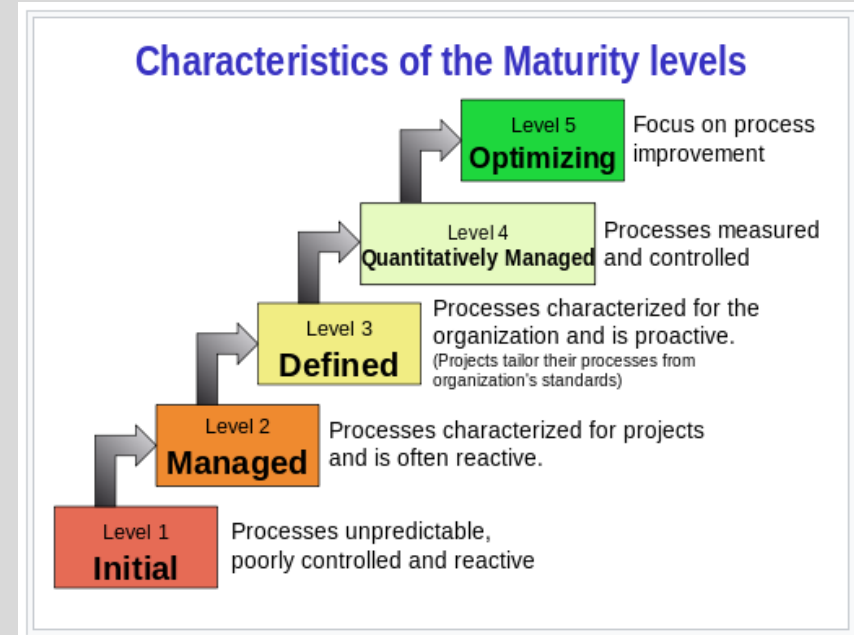 Characteristics of the Maturity levels
Level 5
Optimizing
Focus on process
improvement
Level 4
Quantitatively Managed
Processes measured
and controlled
Level 3
Defined
Processes characterized for the
organization and is proactive.
(Projects tailor their processes from
organization's standards)
Level 2
Managed
Processes characterized for projects
and is often reactive.
Level 1
Initial
Processes unpredictable,
poorly controlled and reactive